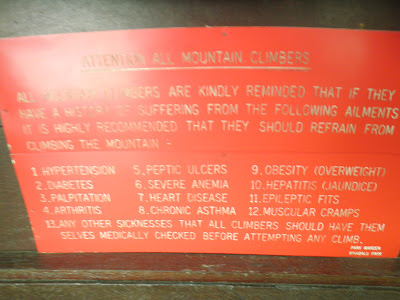 ATTENTION ALL MOUNTAIN CLIMBERS
ALL MOUNTAIN CLIMBERS ARE KINDLY REMINDED THAT IF THEY
HAVE A HISTORY OF SUFFERING FROM THE FOLLOWING AILMENTS
IT IS HIGHLY RECOMMENDED THAT THEY SHOULD REFRAIN FROM
CLIMBING THE MOUNTAIN -
1. HYPERTENSION 5. PEPTIC ULCERS 9. OBESITY (OVERWEIGHT)
2. DIABETES 6. SEVERE ANEMIA 10. HEPATITIS (JAUNDICE)
3. PALPITATION 7. HEART DISEASE 11. EPILEPTIC FITS
4. ARTHRITIS 8. CHRONIC ASTHMA 12. MUSCULAR CRAMPS
13. ANY OTHER SICKNESSES THAT ALL CLIMBERS SHOULD HAVE THEM
SELVES MEDICALLY CHECKED BEFORE ATTEMPTING ANY CLIMB.
PARK WARDEN
KINABALU PARK